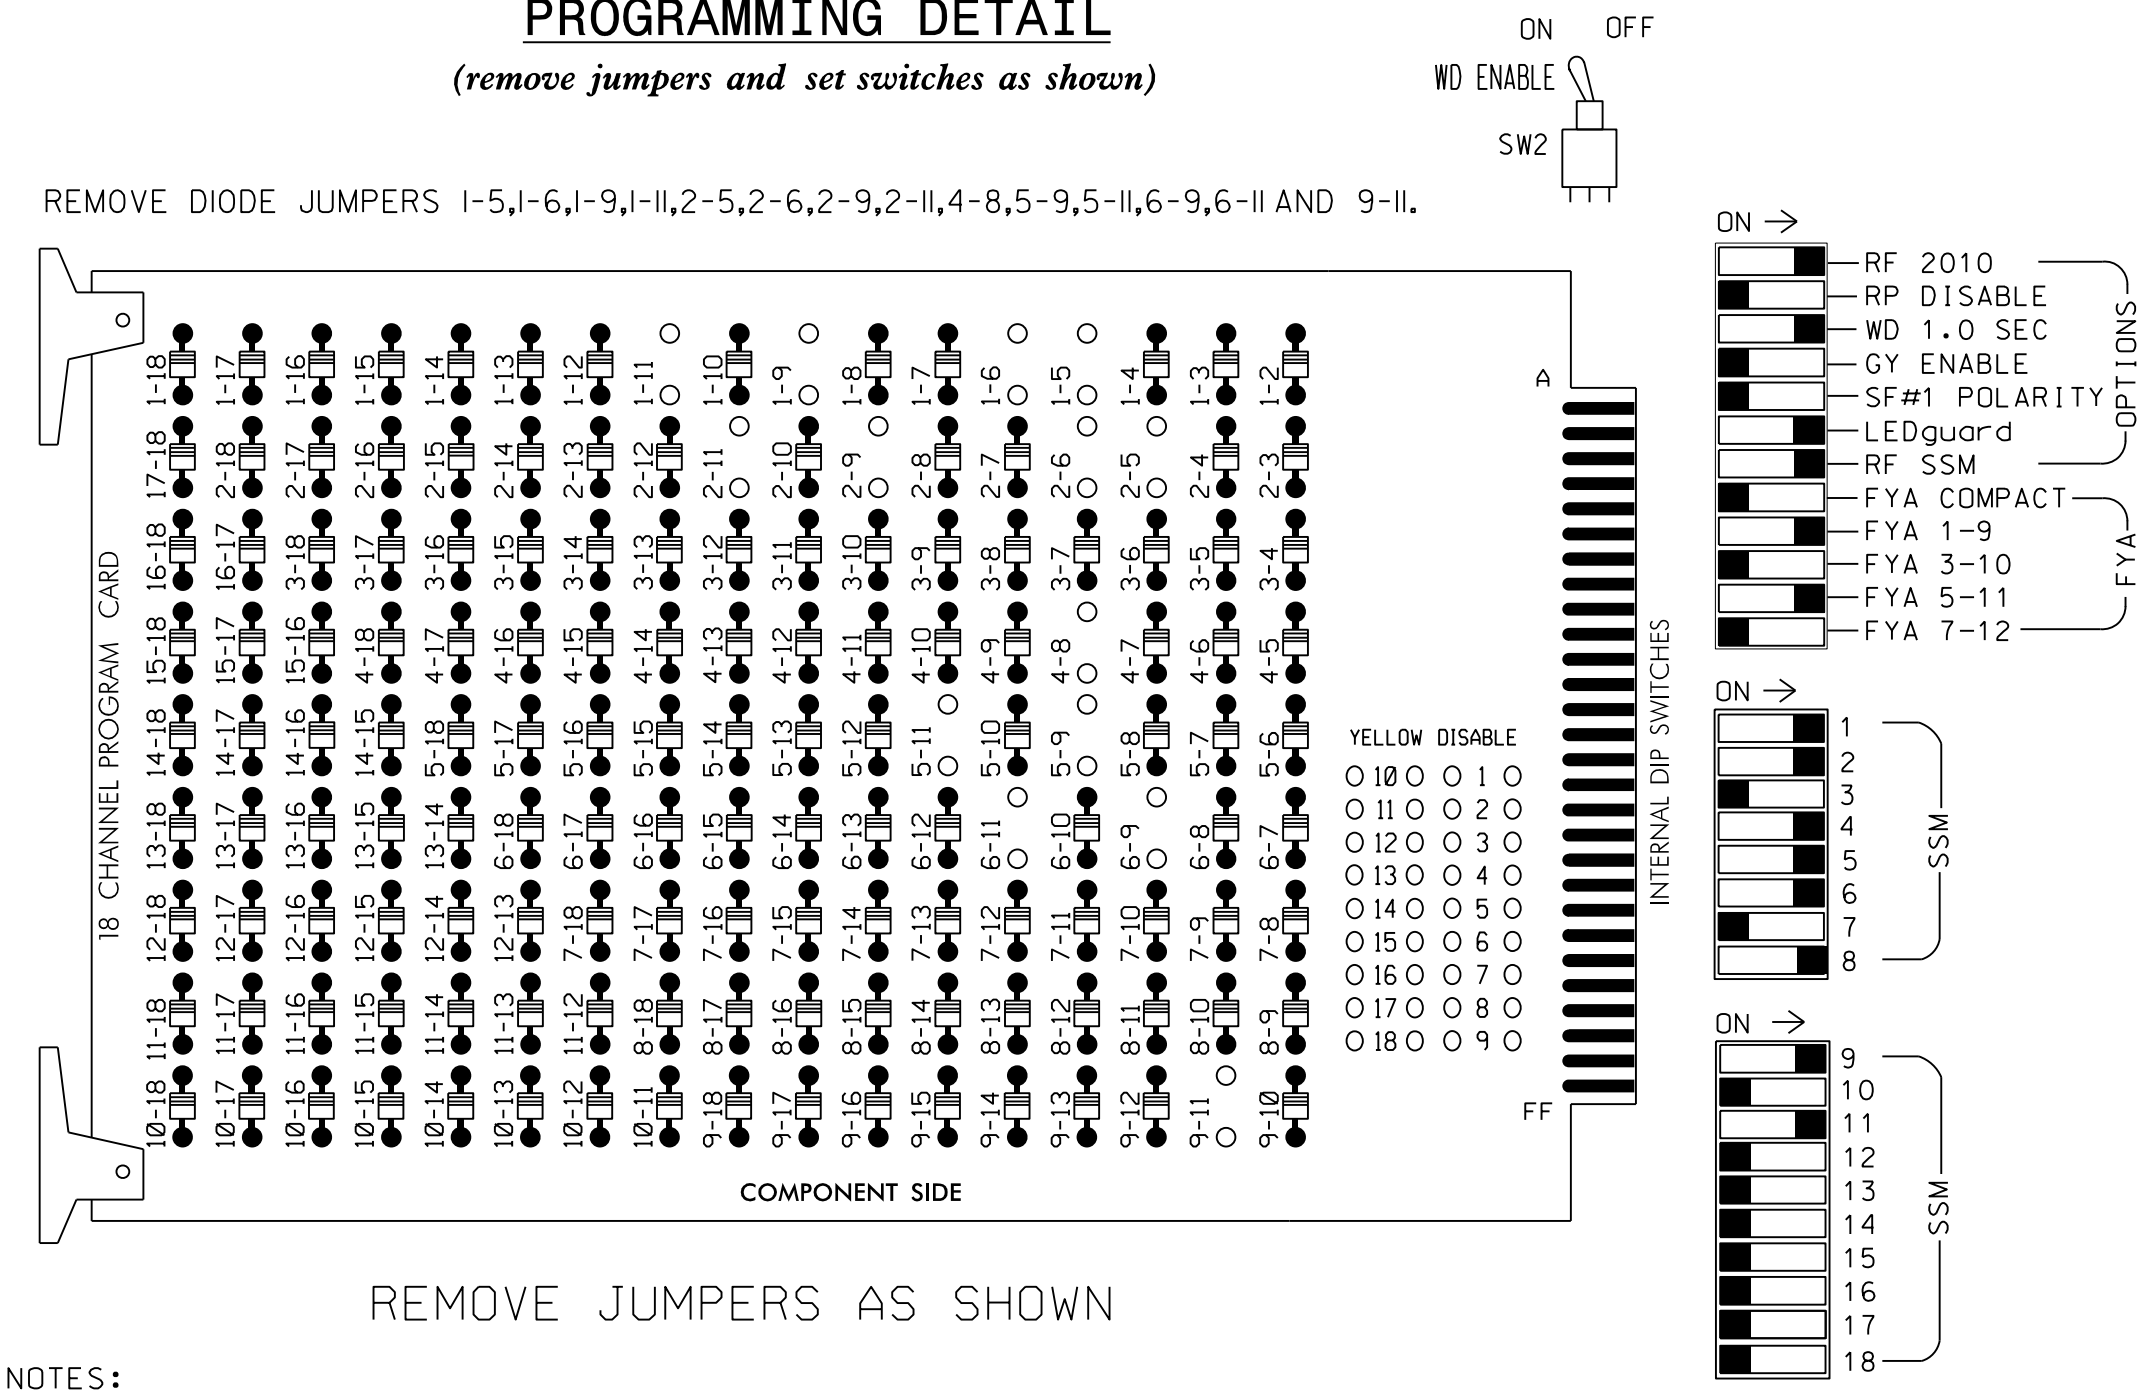 PROGRAMMING DETAIL
(remove jumpers and set switches as shown)
ON OFF
WD ENABLE
SW2
REMOVE DIODE JUMPERS 1-5,1-6,1-9,1-11,2-5,2-6,2-9,2-11,4-8,5-9,5-11,6-9,6-11 AND 9-11.
18 CHANNEL PROGRAM CARD
1-18 1-17 1-16 1-15 1-14 1-13 1-12 1-11 1-10 1-9 1-8 1-7 1-6 1-5 1-4 1-3 1-2
17-18 2-18 2-17 2-16 2-15 2-14 2-13 2-12 2-11 2-10 2-9 2-8 2-7 2-6 2-5 2-4 2-3
16-18 16-17 3-18 3-17 3-16 3-15 3-14 3-13 3-12 3-11 3-10 3-9 3-8 3-7 3-6 3-5 3-4
15-18 15-17 15-16 4-18 4-17 4-16 4-15 4-14 4-13 4-12 4-11 4-10 4-9 4-8 4-7 4-6 4-5
14-18 14-17 14-16 14-15 5-18 5-17 5-16 5-15 5-14 5-13 5-12 5-11 5-10 5-9 5-8 5-7 5-6
13-18 13-17 13-16 13-15 13-14 6-18 6-17 6-16 6-15 6-14 6-13 6-12 6-11 6-10 6-9 6-8 6-7
12-18 12-17 12-16 12-15 12-14 12-13 7-18 7-17 7-16 7-15 7-14 7-13 7-12 7-11 7-10 7-9 7-8
11-18 11-17 11-16 11-15 11-14 11-13 11-12 8-18 8-17 8-16 8-15 8-14 8-13 8-12 8-11 8-10 8-9
10-18 10-17 10-16 10-15 10-14 10-13 10-12 10-11 9-18 9-17 9-16 9-15 9-14 9-13 9-12 9-11 9-10
COMPONENT SIDE
A
FF
YELLOW DISABLE
10 1
11 2
12 3
13 4
14 5
15 6
16 7
17 8
18 9
INTERNAL DIP SWITCHES
ON →
RF 2010
RP DISABLE
WD 1.0 SEC
GY ENABLE
SF#1 POLARITY
LEDguard
RF SSM
OPTIONS
FYA COMPACT
FYA 1-9
FYA 3-10
FYA 5-11
FYA 7-12
FYA
ON →
1
2
3
4
5
6
7
8
SSM
ON →
9
10
11
12
13
14
15
16
17
18
SSM
REMOVE JUMPERS AS SHOWN
NOTES: